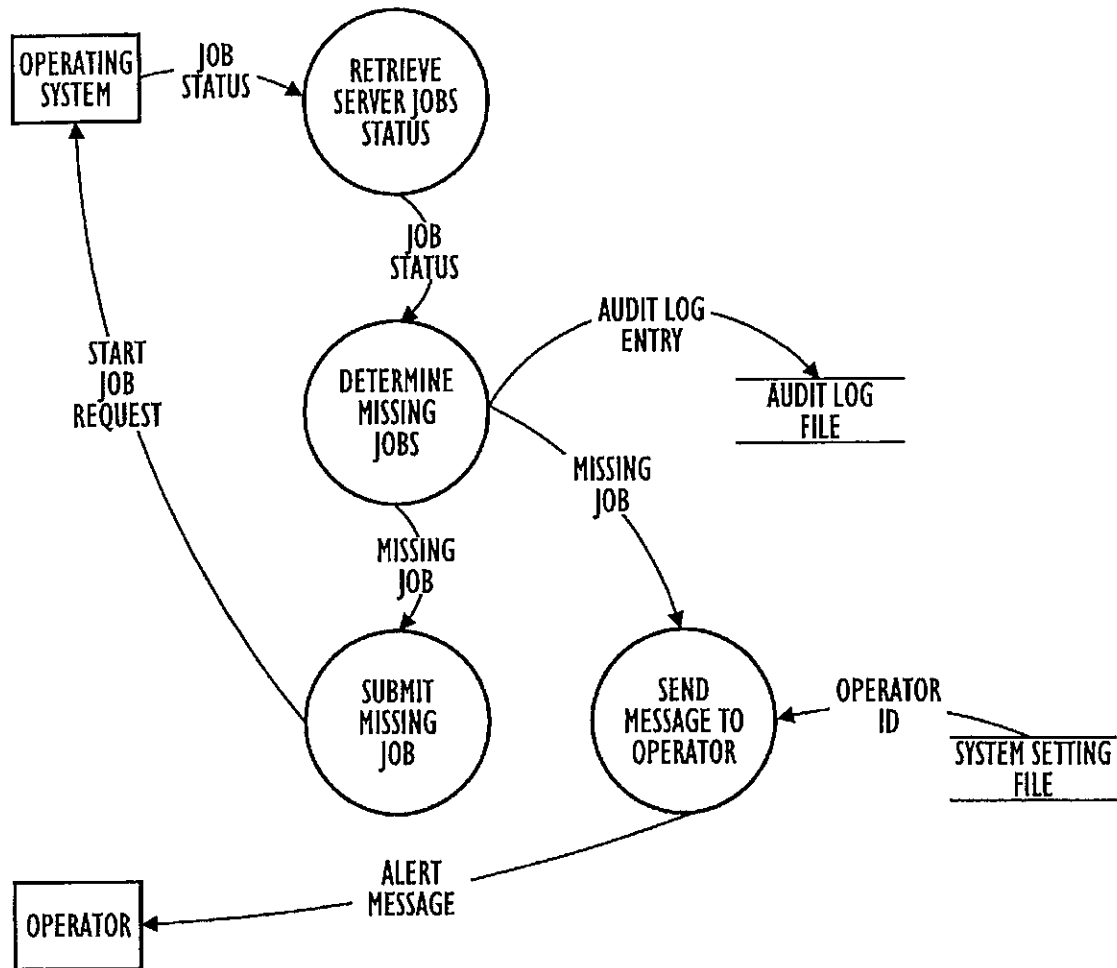 OPERATING
SYSTEM
JOB
STATUS
RETRIEVE
SERVER JOBS
STATUS
JOB
STATUS
AUDIT LOG
ENTRY
START
JOB
REQUEST
DETERMINE
MISSING
JOBS
AUDIT LOG
FILE
MISSING
JOB
MISSING
JOB
SUBMIT
MISSING
JOB
SEND
MESSAGE TO
OPERATOR
OPERATOR
ID
SYSTEM SETTING
FILE
ALERT
MESSAGE
OPERATOR